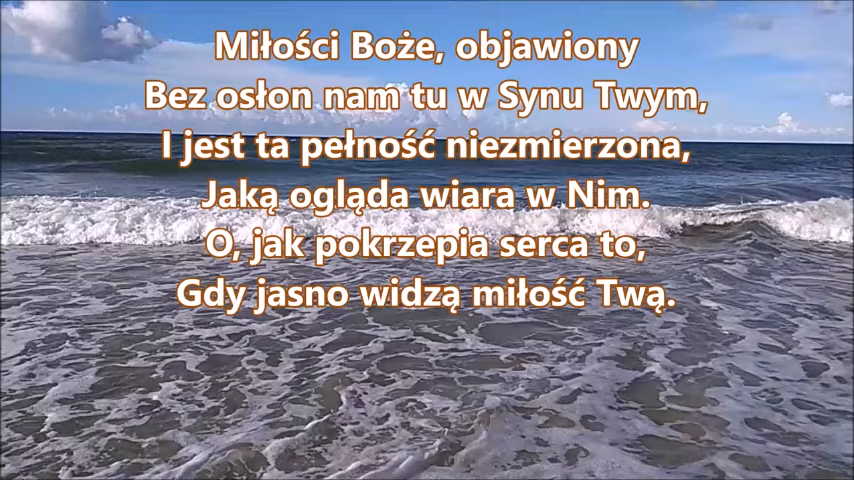 Miłości Boże, objawiony
Bez osłon nam tu w Synu Twym,
I jest ta pełność niezmierzona,
Jaką ogląda wiara w Nim.
O, jak pokrzepia serca to,
Gdy jasno widzą miłość Twą.